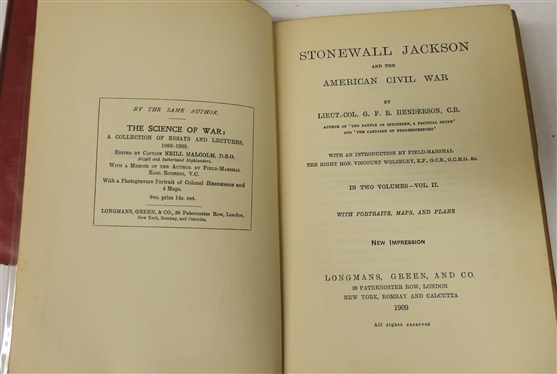 BY THE SAME AUTHOR.
THE SCIENCE OF WAR:
A COLLECTION OF ESSAYS AND LECTURES,
1892-1903.
EDITED BY CAPTAIN NEILL MALCOLM, D.S.O.
Argyll and Sutherland Highlanders.
WITH A MEMOIR OF THE AUTHOR BY FIELD-MARSHAL
EARL ROBERTS, V.C.
With a Photogravure Portrait of Colonel HENDERSON and
4 Maps.
8vo. price 14s. net.
LONGMANS, GREEN, & CO., 39 Paternoster Row, London,
New York, Bombay, and Calcutta.
STONEWALL JACKSON
AND THE
AMERICAN CIVIL WAR
BY
LIEUT.-COL. G. F. R. HENDERSON, C.B.
AUTHOR OF 'THE BATTLE OF SPICHEREN, A TACTICAL STUDY'
AND 'THE CAMPAIGN OF FREDERICKSBURG'
WITH AN INTRODUCTION BY FIELD-MARSHAL
THE RIGHT HON. VISCOUNT WOLSELEY, K.P., G.C.B., G.C.M.G. &c.
IN TWO VOLUMES—VOL. II.
WITH PORTRAITS, MAPS, AND PLANS
NEW IMPRESSION
LONGMANS, GREEN, AND CO.
39 PATERNOSTER ROW, LONDON
NEW YORK, BOMBAY AND CALCUTTA
1909
All rights reserved